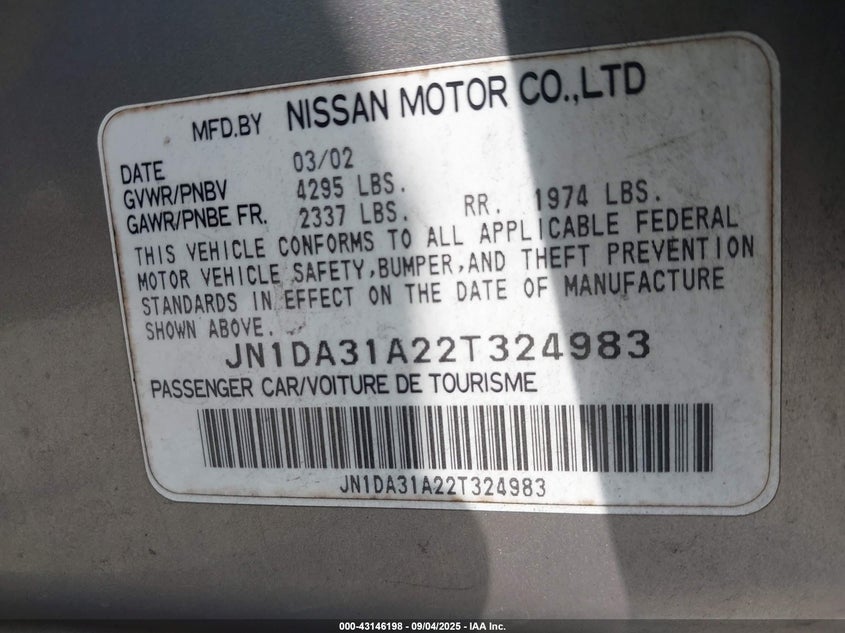 MFD.BY NISSAN MOTOR CO.,LTD
DATE 03/02
GVWR/PNBV 4295 LBS.
GAWR/PNBE FR. 2337 LBS. RR. 1974 LBS.
THIS VEHICLE CONFORMS TO ALL APPLICABLE FEDERAL
MOTOR VEHICLE SAFETY,BUMPER,AND THEFT PREVENTION
STANDARDS IN EFFECT ON THE DATE OF MANUFACTURE
SHOWN ABOVE.
JN1DA31A22T324983
PASSENGER CAR/VOITURE DE TOURISME
JN1DA31A22T324983
000-43146198 - 09/04/2025 - IAA Inc.